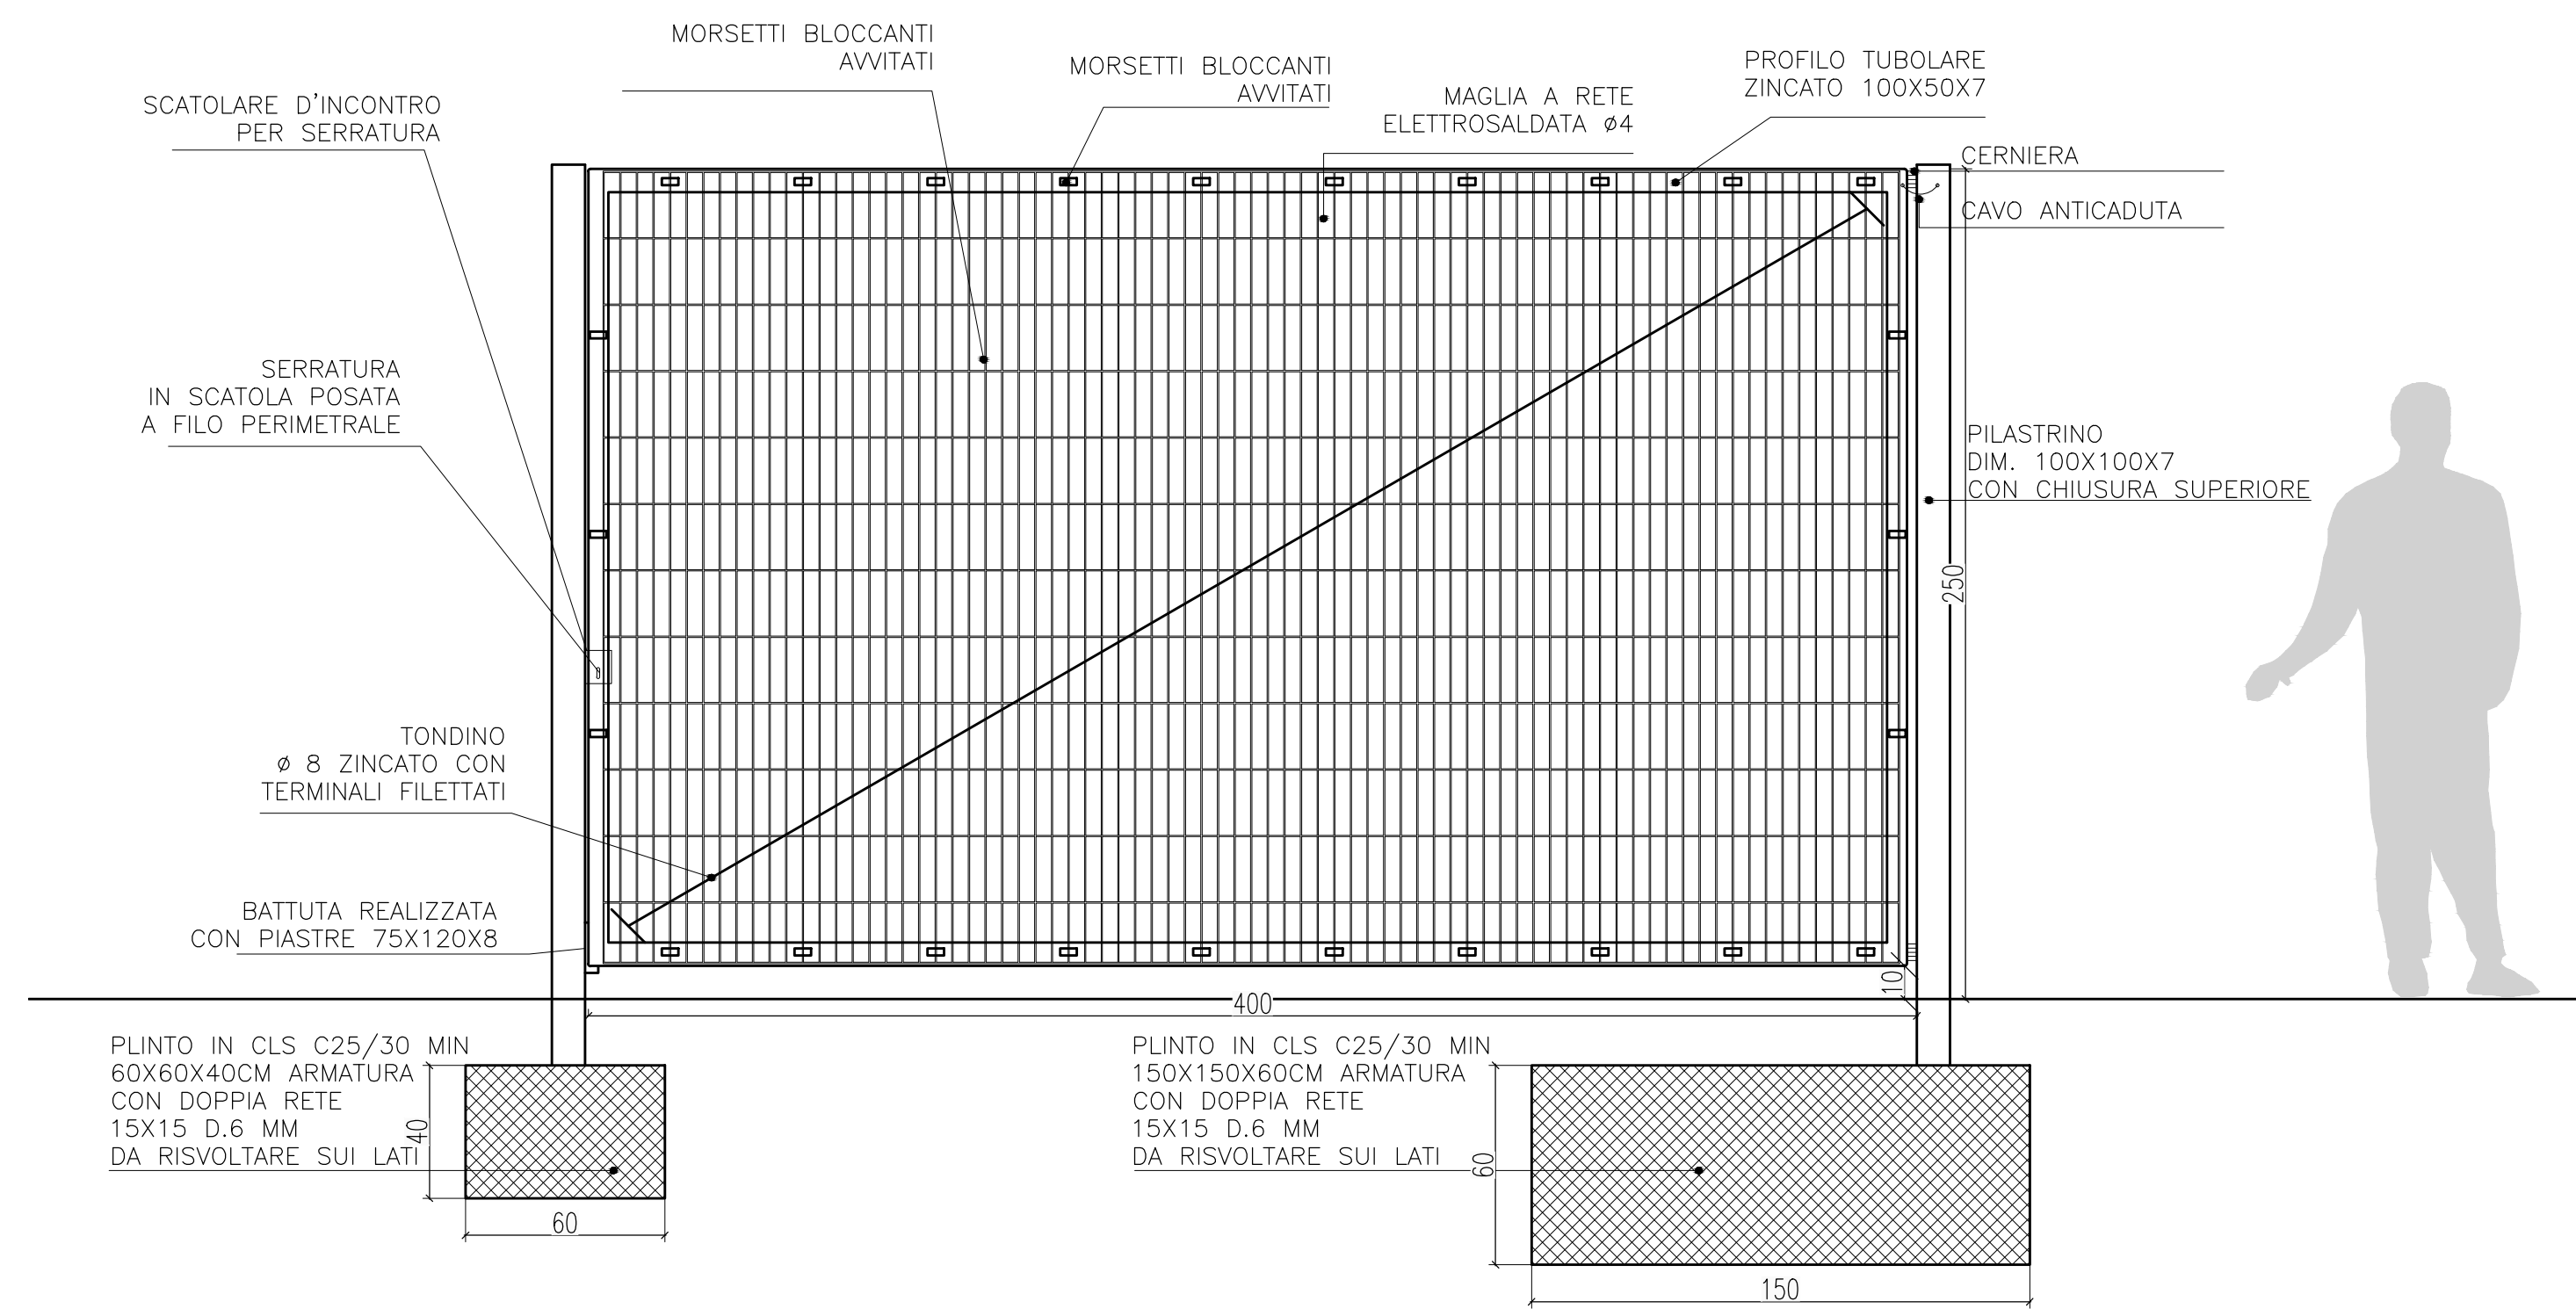 MORSETTI BLOCCANTI
AVVITATI
MORSETTI BLOCCANTI
AVVITATI
MAGLIA A RETE
ELETTROSALDATA ø4
PROFILO TUBOLARE
ZINCATO 100X50X7
SCATOLARE D'INCONTRO
PER SERRATURA
CERNIERA
CAVO ANTICADUTA
SERRATURA
IN SCATOLA POSATA
A FILO PERIMETRALE
PILASTRINO
DIM. 100X100X7
CON CHIUSURA SUPERIORE
250
TONDINO
ø 8 ZINCATO CON
TERMINALI FILETTATI
BATTUTA REALIZZATA
CON PIASTRE 75X120X8
10
400
PLINTO IN CLS C25/30 MIN
60X60X40CM ARMATURA
CON DOPPIA RETE
15X15 D.6 MM
DA RISVOLTARE SUI LATI
40
60
PLINTO IN CLS C25/30 MIN
150X150X60CM ARMATURA
CON DOPPIA RETE
15X15 D.6 MM
DA RISVOLTARE SUI LATI
60
150